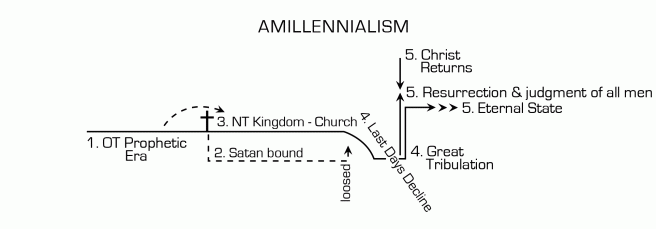 AMILLENNIALISM
5. Christ
Returns
5. Resurrection & judgment of all men
5. Eternal State
3. NT Kingdom - Church
4. Last Days Decline
1. OT Prophetic
Era
2. Satan bound
loosed
4. Great
Tribulation